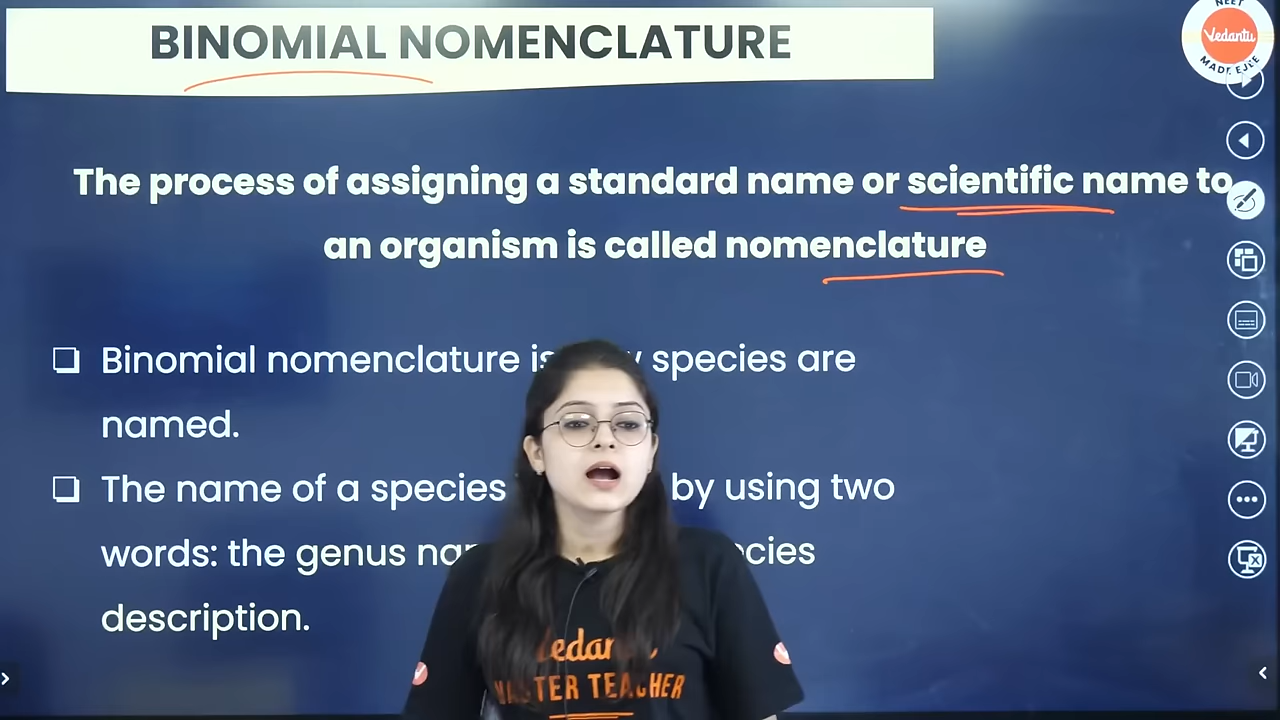 BINOMIAL NOMENCLATURE
NEET
Vedantu
MADE EJEE
The process of assigning a standard name or scientific name to
an organism is called nomenclature
Binomial nomenclature is species are
named.
The name of a species by using two
words: the genus
description.
Vedantu
MASTER TEACHER